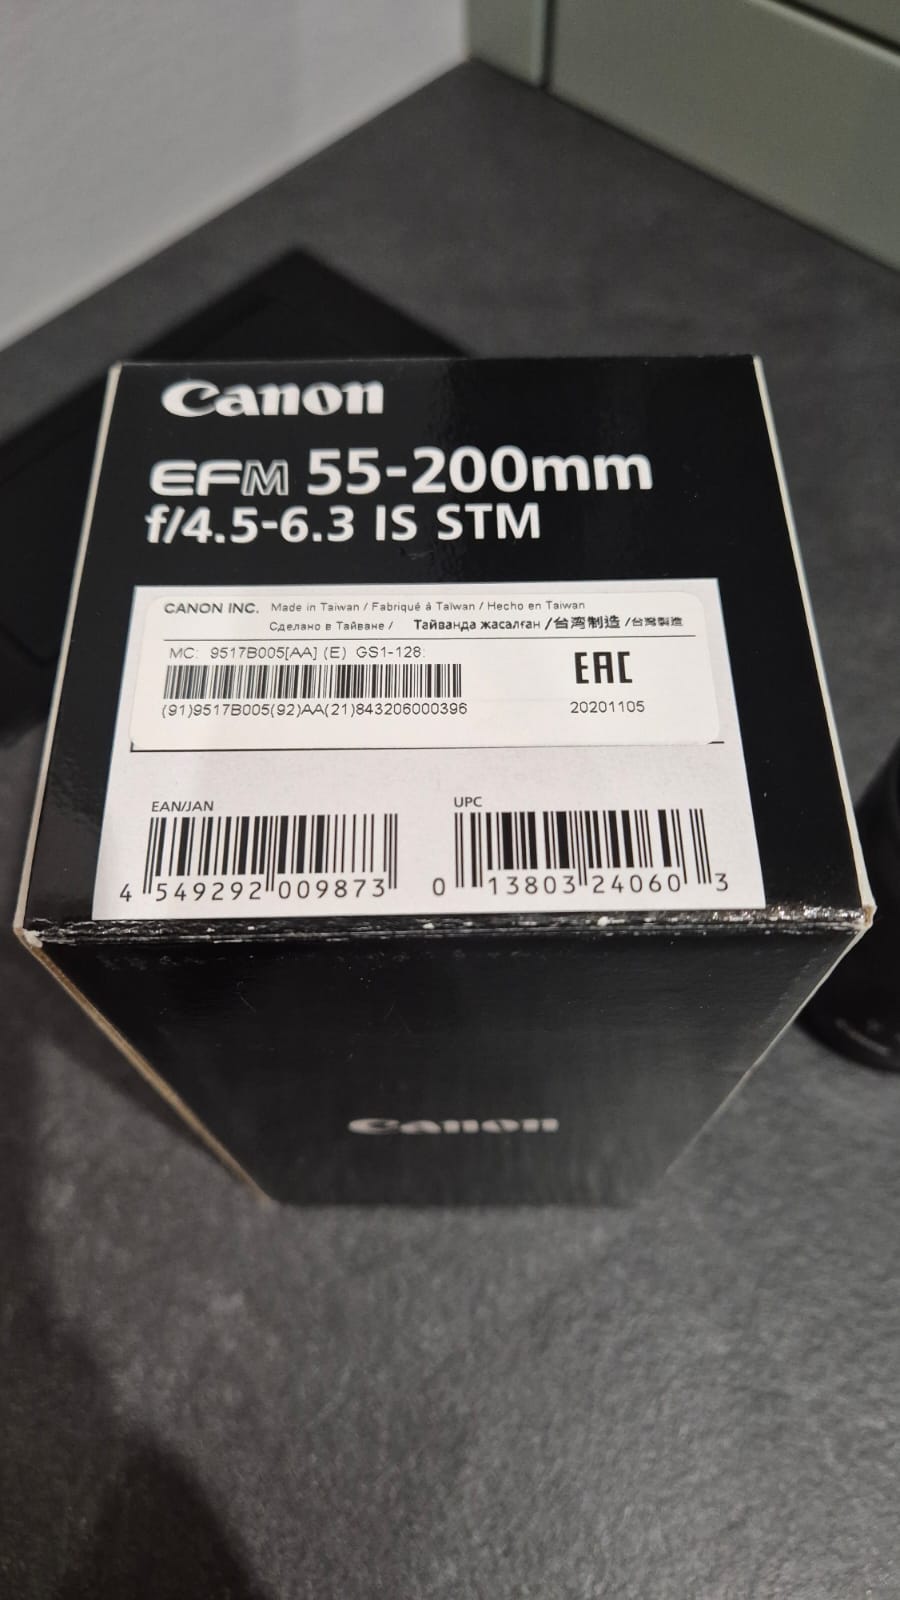 Canon
EFM 55-200mm
f/4.5-6.3 IS STM
CANON INC. Made in Taiwan / Fabriqué à Taïwan / Hecho en Taiwan
Сделано в Тайване / Тайванда жасалған /台湾制造 /台灣製造
MC: 9517B005[AA] (E) GS1-128:
EAC
(91)9517B005(92)AA(21)843206000396
20201105
EAN/JAN
UPC
4 549292 009873
0 13803 24060 3
Canon